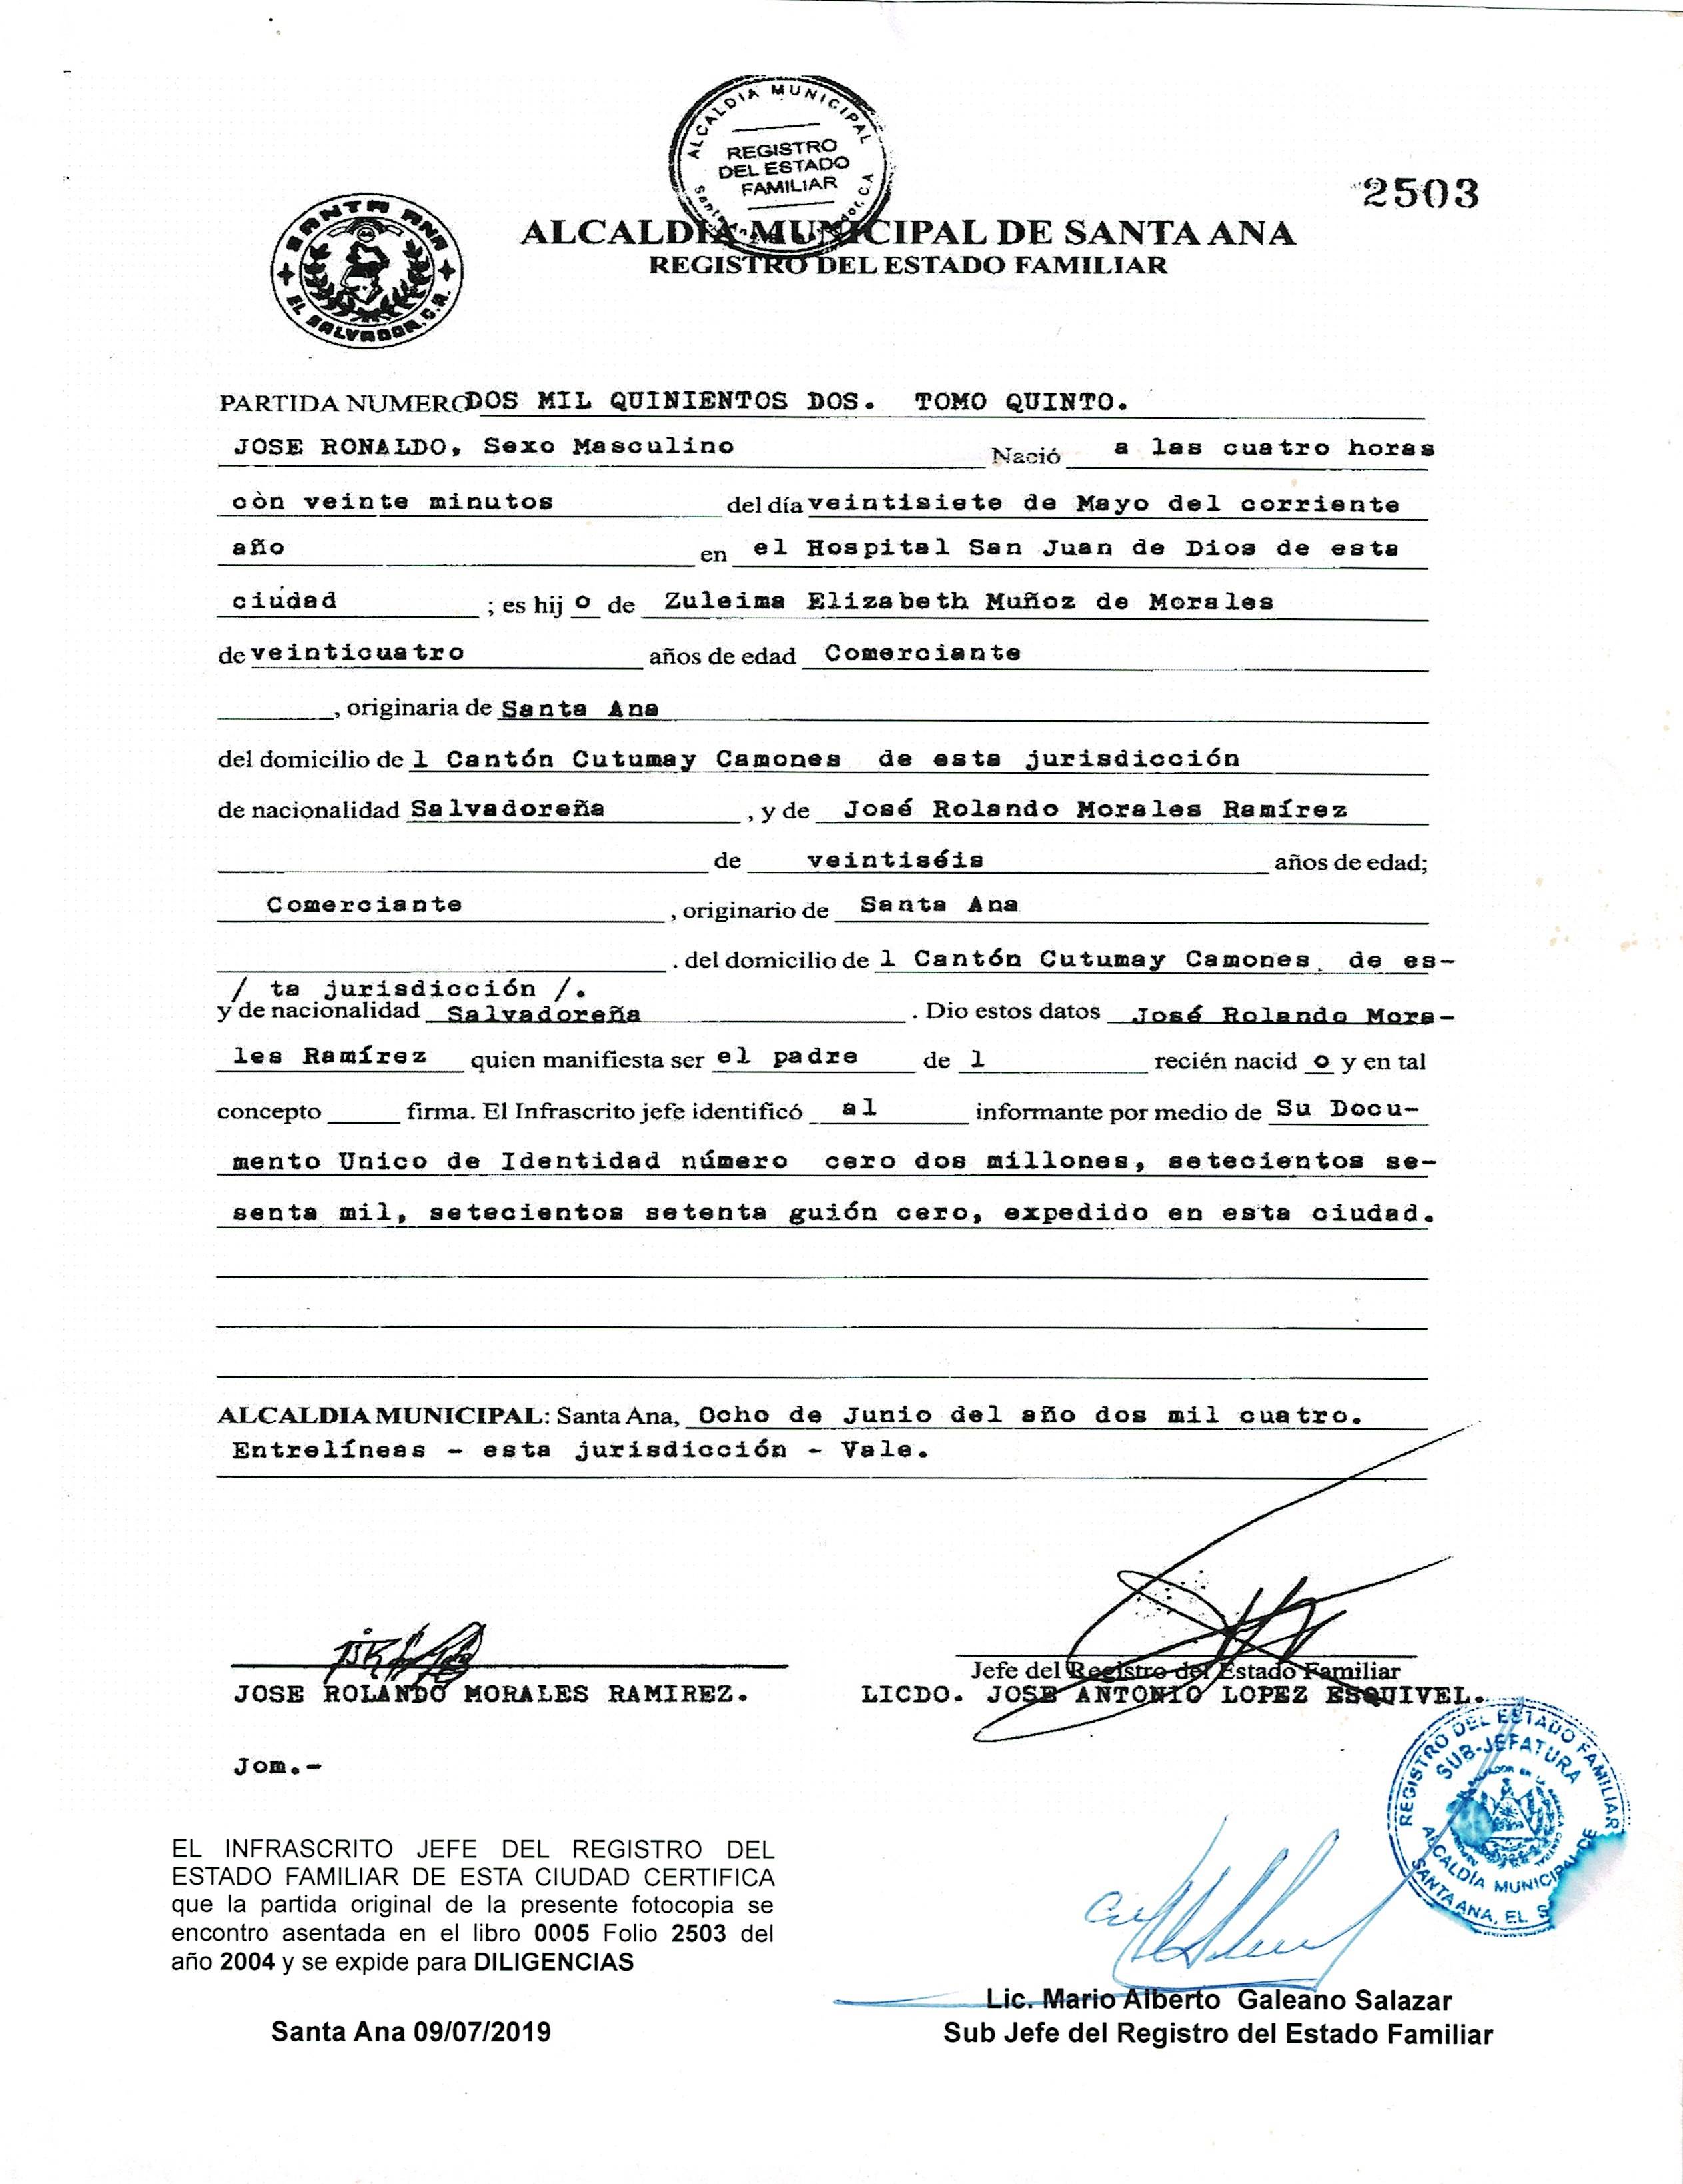 ALCALDIA MUNICIPAL
REGISTRO
DEL ESTADO
FAMILIAR
2503
SANTA ANA
EL SALVADOR, C.A.
ALCALDIA MUNICIPAL DE SANTA ANA
REGISTRO DEL ESTADO FAMILIAR
PARTIDA NUMERO DOS MIL QUINIENTOS DOS. TOMO QUINTO.
JOSE RONALDO, Sexo Masculino Nació a las cuatro horas
còn veinte minutos del día veintisiete de Mayo del corriente
año en el Hospital San Juan de Dios de esta
ciudad ; es hij o de Zuleima Elizabeth Muñoz de Morales
de veinticuatro años de edad Comerciante
, originaria de Santa Ana
del domicilio de l Cantón Cutumay Camones de esta jurisdicción
de nacionalidad Salvadoreña , y de José Rolando Morales Ramírez
de veintiséis años de edad;
Comerciante , originario de Santa Ana
. del domicilio de l Cantón Cutumay Camones de es-
/ ta jurisdicción /.
y de nacionalidad Salvadoreña . Dio estos datos José Rolando Mora-
les Ramírez quien manifiesta ser el padre de l recién nacid o y en tal
concepto firma. El Infrascrito jefe identificó al informante por medio de Su Docu-
mento Unico de Identidad número cero dos millones, setecientos se-
senta mil, setecientos setenta guión cero, expedido en esta ciudad.
ALCALDIA MUNICIPAL: Santa Ana, Ocho de Junio del año dos mil cuatro.
Entrelíneas - esta jurisdicción - Vale.
Jefe del Registro del Estado Familiar
JOSE ROLANDO MORALES RAMIREZ. LICDO. JOSE ANTONIO LOPEZ ESQUIVEL.
Jom.-
REGISTRO DEL ESTADO FAMILIAR
SUB-JEFATURA
ALCALDIA MUNICIPAL DE
SANTA ANA, EL S
EL INFRASCRITO JEFE DEL REGISTRO DEL
ESTADO FAMILIAR DE ESTA CIUDAD CERTIFICA
que la partida original de la presente fotocopia se
encontro asentada en el libro 0005 Folio 2503 del
año 2004 y se expide para DILIGENCIAS
Lic. Mario Alberto Galeano Salazar
Santa Ana 09/07/2019 Sub Jefe del Registro del Estado Familiar